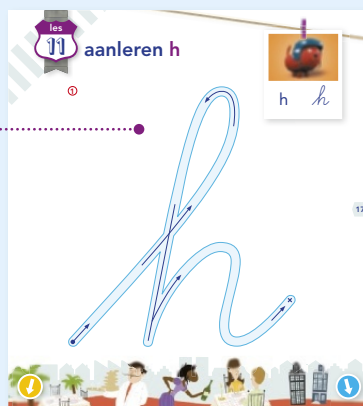 les
11
aanleren h
①
h h
17